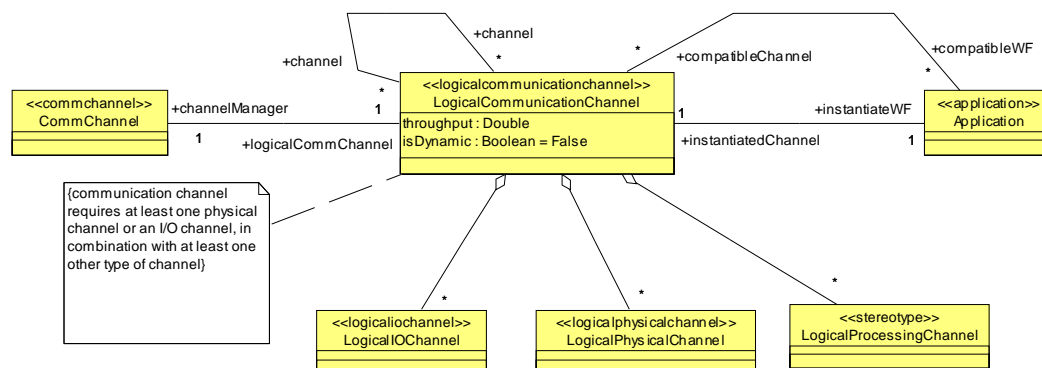 +channel
+channel
*
*
*
+compatibleChannel
+compatibleWF
*
<<commchannel>>
CommChannel
+channelManager
1
1
+logicalCommChannel
<<logicalcommunicationchannel>>
LogicalCommunicationChannel
throughput : Double
isDynamic : Boolean = False
1
+instantiateWF
+instantiatedChannel
1
<<application>>
Application
{communication channel
requires at least one physical
channel or an I/O channel, in
combination with at least one
other type of channel}
*
*
*
<<logicaliochannel>>
LogicalIOChannel
<<logicalphysicalchannel>>
LogicalPhysicalChannel
<<stereotype>>
LogicalProcessingChannel